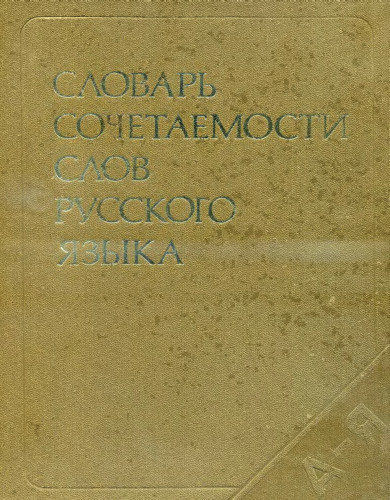 СЛОВАРЬ
СОЧЕТАЕМОСТИ
СЛОВ
РУССКОГО
ЯЗЫКА
А-Я